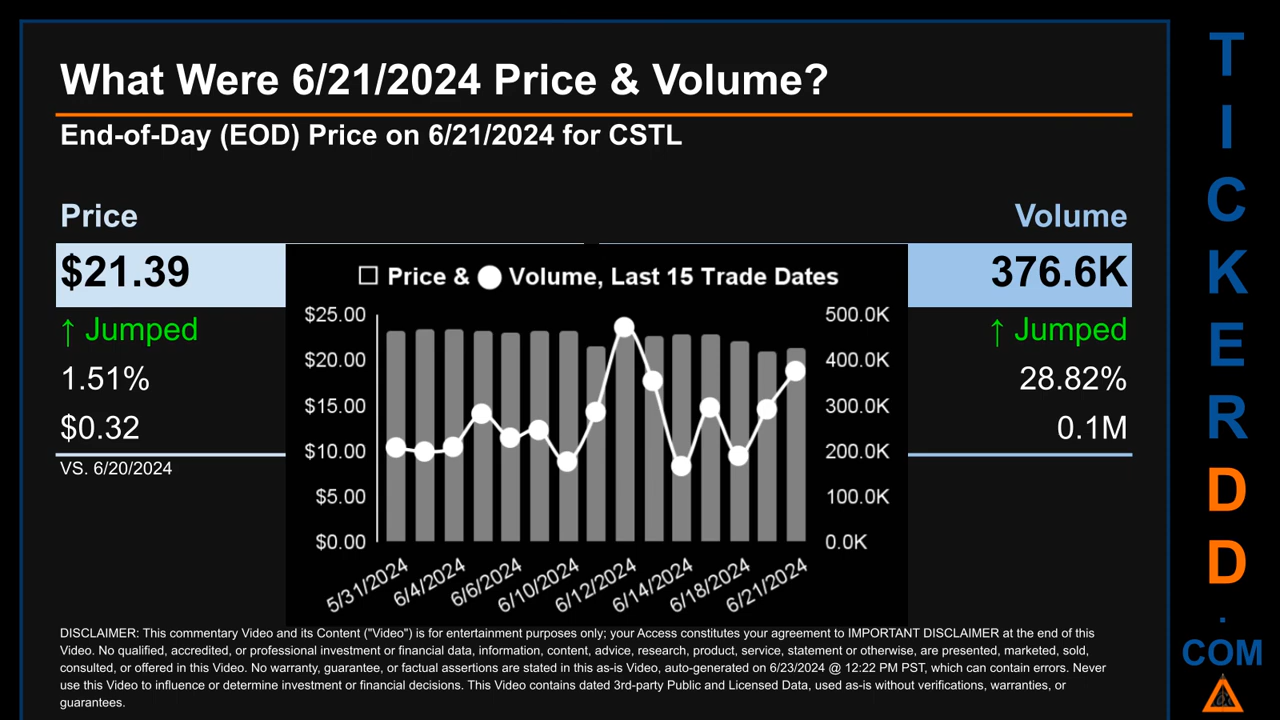 What Were 6/21/2024 Price & Volume?
End-of-Day (EOD) Price on 6/21/2024 for CSTL
Price
Volume
$21.39
376.6K
↑ Jumped
↑ Jumped
1.51%
28.82%
$0.32
0.1M
VS. 6/20/2024
Price & Volume, Last 15 Trade Dates
$25.00
$20.00
$15.00
$10.00
$5.00
$0.00
500.0K
400.0K
300.0K
200.0K
100.0K
0.0K
5/31/2024
6/4/2024
6/6/2024
6/10/2024
6/12/2024
6/14/2024
6/18/2024
6/21/2024
DISCLAIMER: This commentary Video and its Content ("Video") is for entertainment purposes only; your Access constitutes your agreement to IMPORTANT DISCLAIMER at the end of this
Video. No qualified, accredited, or professional investment or financial data, information, content, advice, research, product, service, statement or otherwise, are presented, marketed, sold,
consulted, or offered in this Video. No warranty, guarantee, or factual assertions are stated in this as-is Video, auto-generated on 6/23/2024 @ 12:22 PM PST, which can contain errors. Never
use this Video to influence or determine investment or financial decisions. This Video contains dated 3rd-party Public and Licensed Data, used as-is without verifications, warranties, or
guarantees.
T
I
C
K
E
R
D
D
.
COM